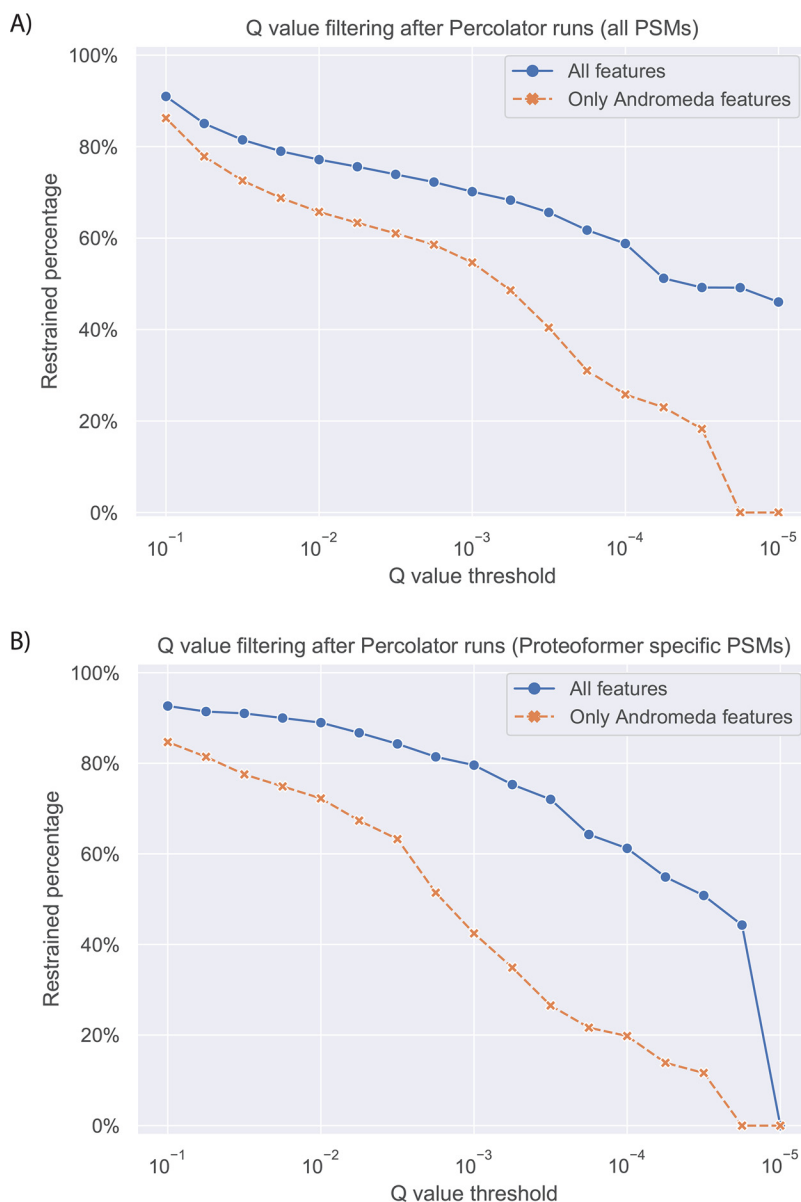 A)
Q value filtering after Percolator runs (all PSMs)
All features
Only Andromeda features
100%
80%
60%
40%
20%
0%
Restrained percentage
10⁻¹ 10⁻² 10⁻³ 10⁻⁴ 10⁻⁵
Q value threshold
B)
Q value filtering after Percolator runs (Proteoformer specific PSMs)
All features
Only Andromeda features
100%
80%
60%
40%
20%
0%
Restrained percentage
10⁻¹ 10⁻² 10⁻³ 10⁻⁴ 10⁻⁵
Q value threshold